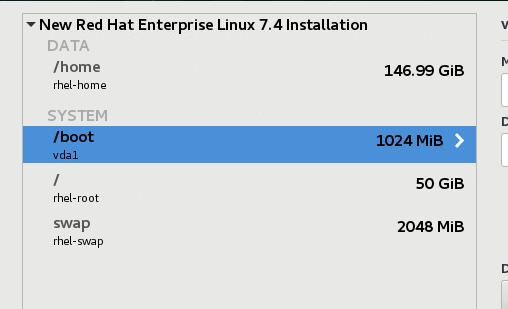 New Red Hat Enterprise Linux 7.4 Installation
DATA
/home
146.99 GiB
rhel-home
SYSTEM
/boot
1024 MiB
vda1
/
50 GiB
rhel-root
swap
2048 MiB
rhel-swap